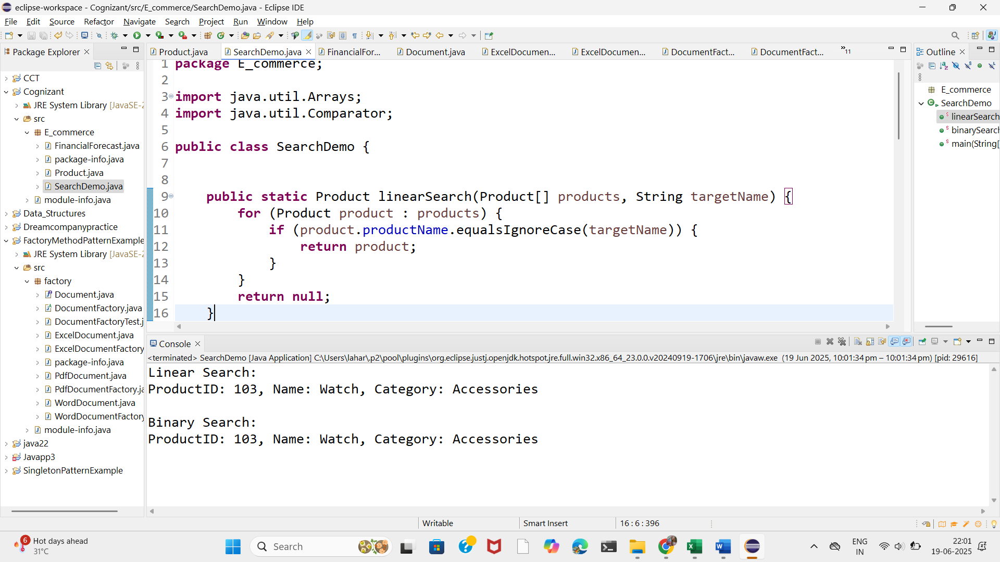 eclipse-workspace - Cognizant/src/E_commerce/SearchDemo.java - Eclipse IDE
File Edit Source Refactor Navigate Search Project Run Window Help
Package Explorer
CCT
Cognizant
JRE System Library [JavaSE-2
src
E_commerce
FinancialForecast.java
package-info.java
Product.java
SearchDemo.java
module-info.java
Data_Structures
Dreamcompanypractice
FactoryMethodPatternExample
JRE System Library [JavaSE-2
src
factory
Document.java
DocumentFactory.java
DocumentFactoryTest.j
ExcelDocument.java
ExcelDocumentFactory
package-info.java
PdfDocument.java
PdfDocumentFactory.ja
WordDocument.java
WordDocumentFactory
module-info.java
java22
Javapp3
SingletonPatternExample
Product.java SearchDemo.java FinancialFor... Document.java ExcelDocumen... ExcelDocumen... DocumentFact... DocumentFact... »11
1 package E_commerce;
2
3 import java.util.Arrays;
4 import java.util.Comparator;
5
6 public class SearchDemo {
7
8
9 public static Product linearSearch(Product[] products, String targetName) {
10 for (Product product : products) {
11 if (product.productName.equalsIgnoreCase(targetName)) {
12 return product;
13 }
14 }
15 return null;
16 }
Outline
E_commerce
SearchDemo
linearSearch
binarySearch
main(String[
Console
<terminated> SearchDemo [Java Application] C:\Users\lahar\.p2\pool\plugins\org.eclipse.justj.openjdk.hotspot.jre.full.win32.x86_64_23.0.0.v20240919-1706\jre\bin\javaw.exe (19 Jun 2025, 10:01:34 pm – 10:01:34 pm) [pid: 29616]
Linear Search:
ProductID: 103, Name: Watch, Category: Accessories
Binary Search:
ProductID: 103, Name: Watch, Category: Accessories
Writable Smart Insert 16 : 6 : 396
6
Hot days ahead
31°C
Search
ENG
IN
22:01
19-06-2025